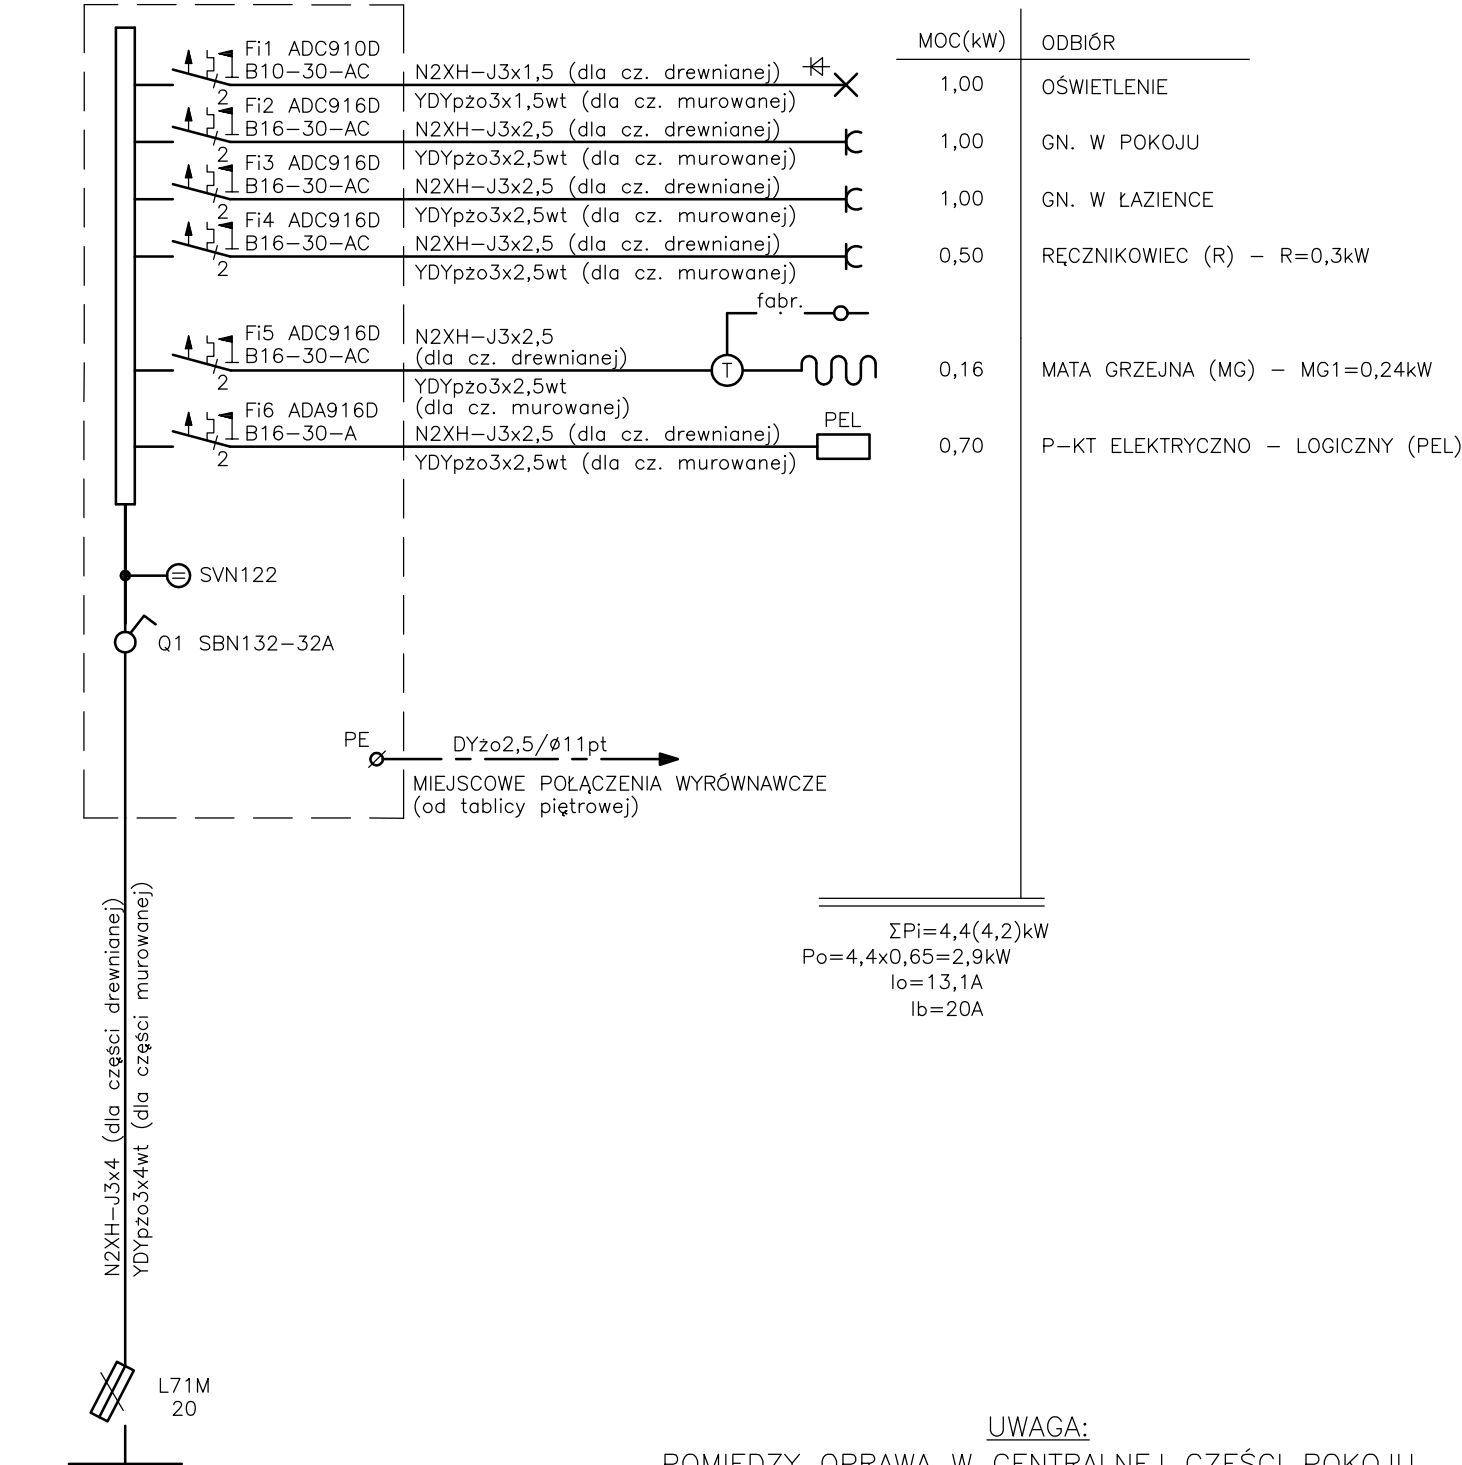 MOC(kW) ODBIÓR
Fi1 ADC910D
B10-30-AC
2
N2XH-J3x1,5 (dla cz. drewnianej)
YDYpżo3x1,5wt (dla cz. murowanej)
1,00 OŚWIETLENIE
Fi2 ADC916D
B16-30-AC
2
N2XH-J3x2,5 (dla cz. drewnianej)
YDYpżo3x2,5wt (dla cz. murowanej)
1,00 GN. W POKOJU
Fi3 ADC916D
B16-30-AC
2
N2XH-J3x2,5 (dla cz. drewnianej)
YDYpżo3x2,5wt (dla cz. murowanej)
1,00 GN. W ŁAZIENCE
Fi4 ADC916D
B16-30-AC
2
N2XH-J3x2,5 (dla cz. drewnianej)
YDYpżo3x2,5wt (dla cz. murowanej)
0,50 RĘCZNIKOWIEC (R) - R=0,3kW
fabr.
Fi5 ADC916D
B16-30-AC
2
N2XH-J3x2,5
(dla cz. drewnianej)
YDYpżo3x2,5wt
(dla cz. murowanej)
T
0,16 MATA GRZEJNA (MG) - MG1=0,24kW
Fi6 ADA916D
B16-30-A
2
N2XH-J3x2,5 (dla cz. drewnianej)
YDYpżo3x2,5wt (dla cz. murowanej)
PEL
0,70 P-KT ELEKTRYCZNO - LOGICZNY (PEL)
SVN122
Q1 SBN132-32A
PE
DYżo2,5/ø11pt
MIEJSCOWE POŁĄCZENIA WYRÓWNAWCZE
(od tablicy piętrowej)
ΣPi=4,4(4,2)kW
Po=4,4x0,65=2,9kW
Io=13,1A
Ib=20A
N2XH-J3x4 (dla części drewnianej)
YDYpżo3x4wt (dla części murowanej)
L71M
20
UWAGA:
POMIĘDZY OPRAWĄ W CENTRALNEJ CZĘŚCI POKOJU